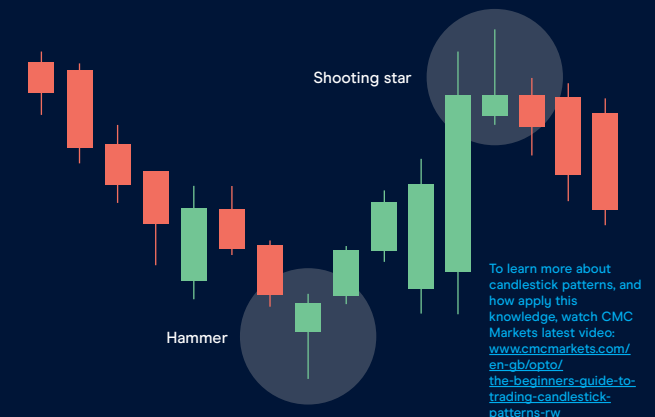 Shooting star
Hammer
To learn more about
candlestick patterns, and
how apply this
knowledge, watch CMC
Markets latest video:
www.cmcmarkets.com/
en-gb/opto/
the-beginners-guide-to-
trading-candlestick-
patterns-rw